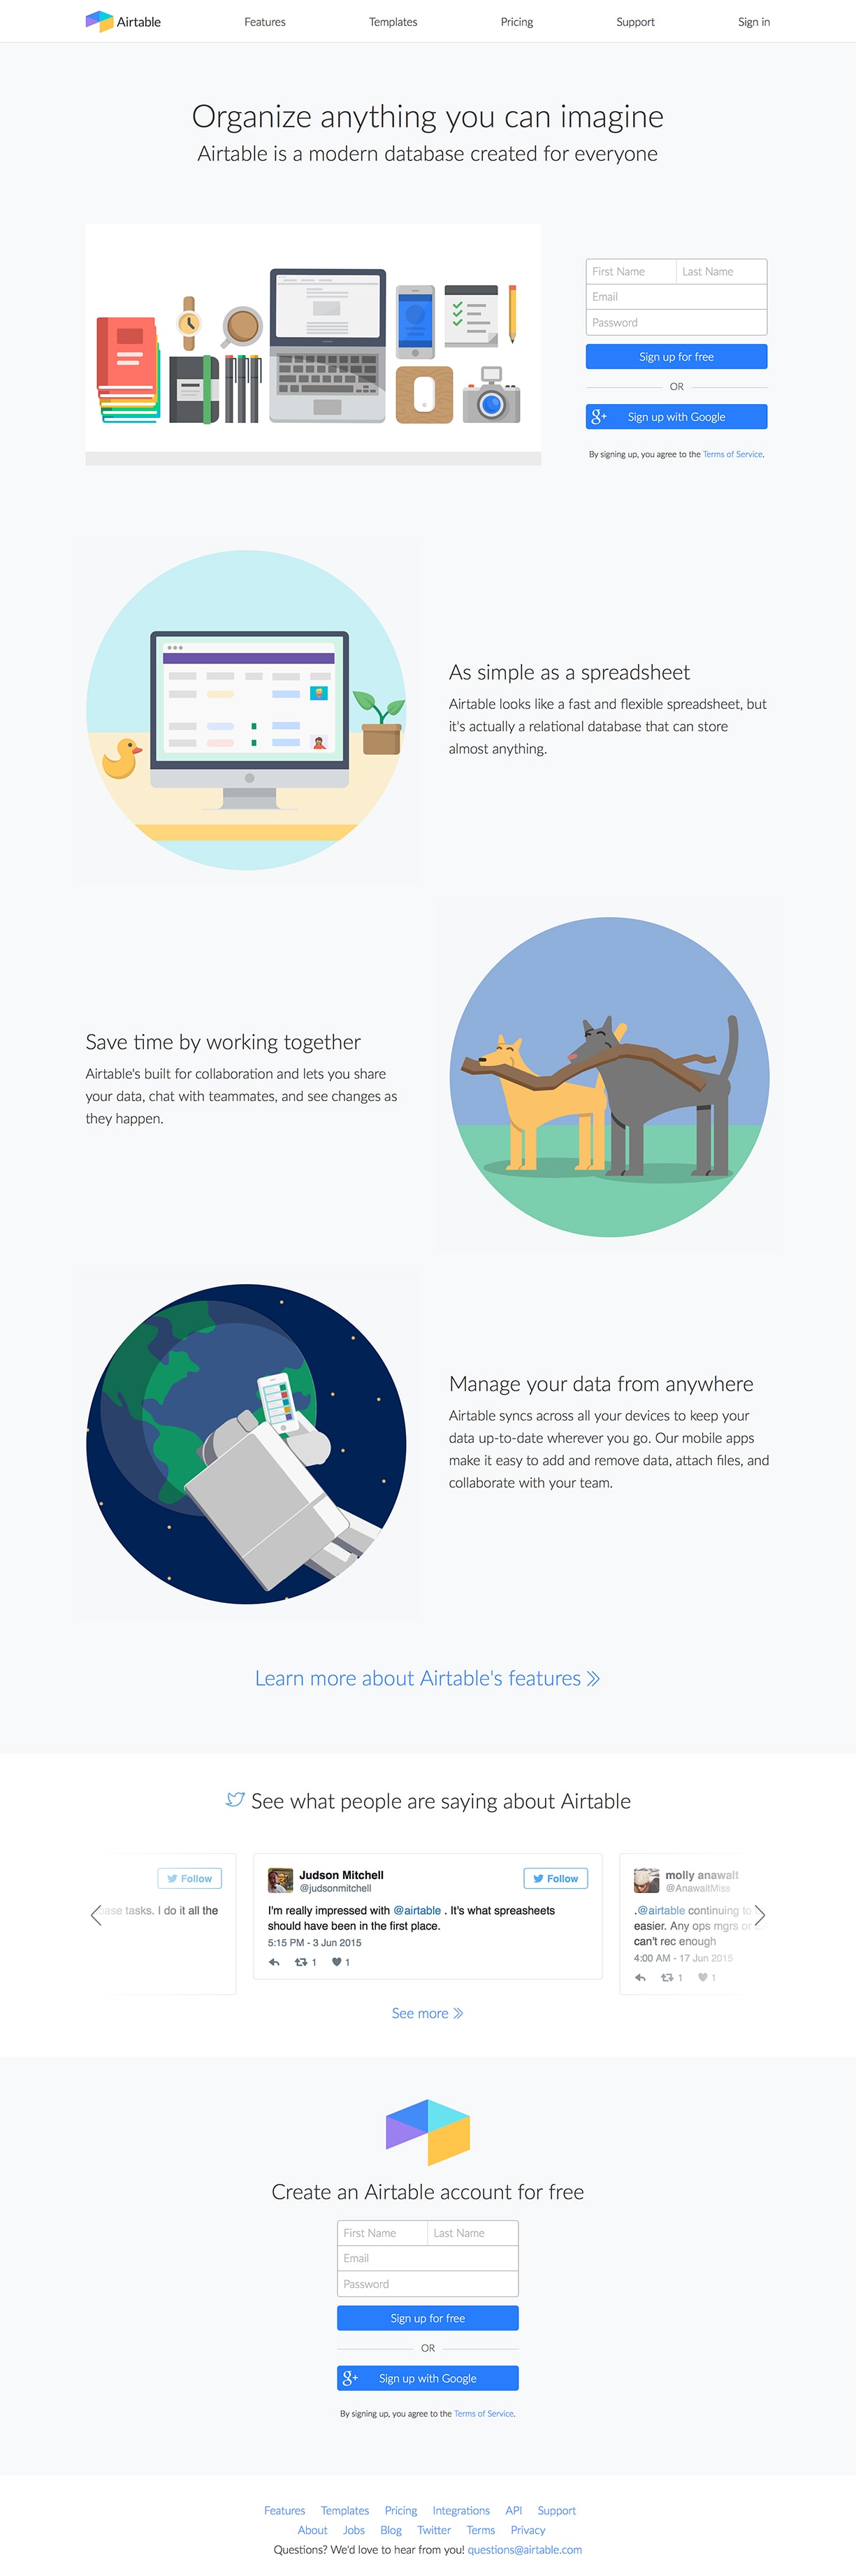 Airtable
Features
Templates
Pricing
Support
Sign in
Organize anything you can imagine
Airtable is a modern database created for everyone
First Name
Last Name
Email
Password
Sign up for free
OR
g+ Sign up with Google
By signing up, you agree to the Terms of Service.
As simple as a spreadsheet
Airtable looks like a fast and flexible spreadsheet, but
it's actually a relational database that can store
almost anything.
Save time by working together
Airtable's built for collaboration and lets you share
your data, chat with teammates, and see changes as
they happen.
Manage your data from anywhere
Airtable syncs across all your devices to keep your
data up-to-date wherever you go. Our mobile apps
make it easy to add and remove data, attach files, and
collaborate with your team.
Learn more about Airtable's features
See what people are saying about Airtable
Follow
tasks. I do it all the
Judson Mitchell
@judsonmitchell
Follow
I'm really impressed with @airtable . It's what spreasheets
should have been in the first place.
5:15 PM - 3 Jun 2015
1
1
molly anawalt
@AnawaltMiss
.@airtable continuing to
easier. Any ops mgrs or
can't rec enough
4:00 AM - 17 Jun 2015
1
1
See more
Create an Airtable account for free
First Name
Last Name
Email
Password
Sign up for free
OR
g+ Sign up with Google
By signing up, you agree to the Terms of Service.
Features Templates Pricing Integrations API Support
About Jobs Blog Twitter Terms Privacy
Questions? We'd love to hear from you! questions@airtable.com